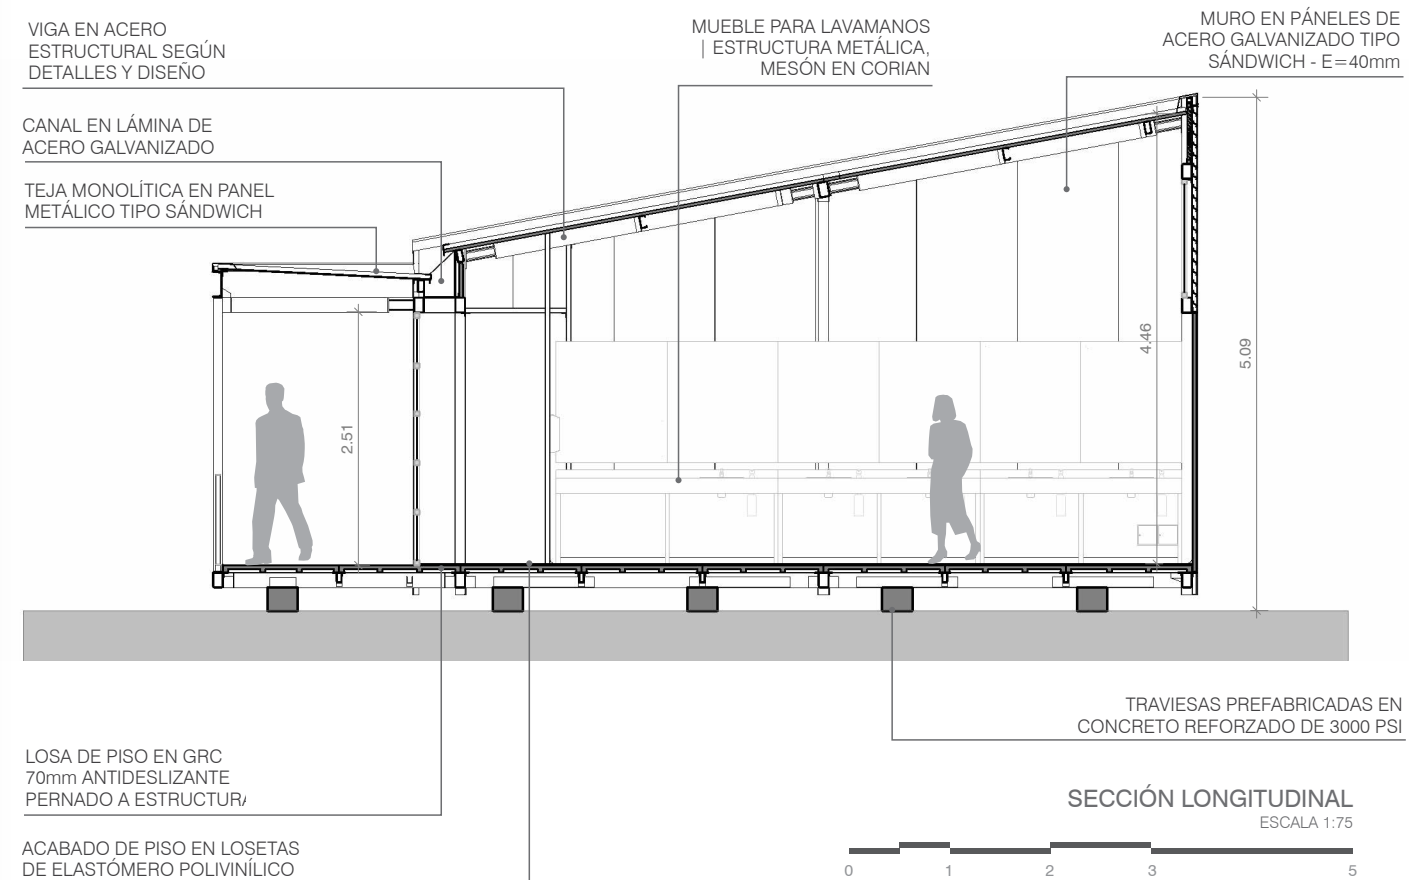 VIGA EN ACERO
ESTRUCTURAL SEGÚN
DETALLES Y DISEÑO
CANAL EN LÁMINA DE
ACERO GALVANIZADO
TEJA MONOLÍTICA EN PANEL
METÁLICO TIPO SÁNDWICH
MUEBLE PARA LAVAMANOS
| ESTRUCTURA METÁLICA,
MESÓN EN CORIAN
MURO EN PÁNELES DE
ACERO GALVANIZADO TIPO
SÁNDWICH - E=40mm
2.51
4.46
5.09
TRAVIESAS PREFABRICADAS EN
CONCRETO REFORZADO DE 3000 PSI
LOSA DE PISO EN GRC
70mm ANTIDESLIZANTE
PERNADO A ESTRUCTURA
ACABADO DE PISO EN LOSETAS
DE ELASTÓMERO POLIVINÍLICO
SECCIÓN LONGITUDINAL
ESCALA 1:75
0 1 2 3 5